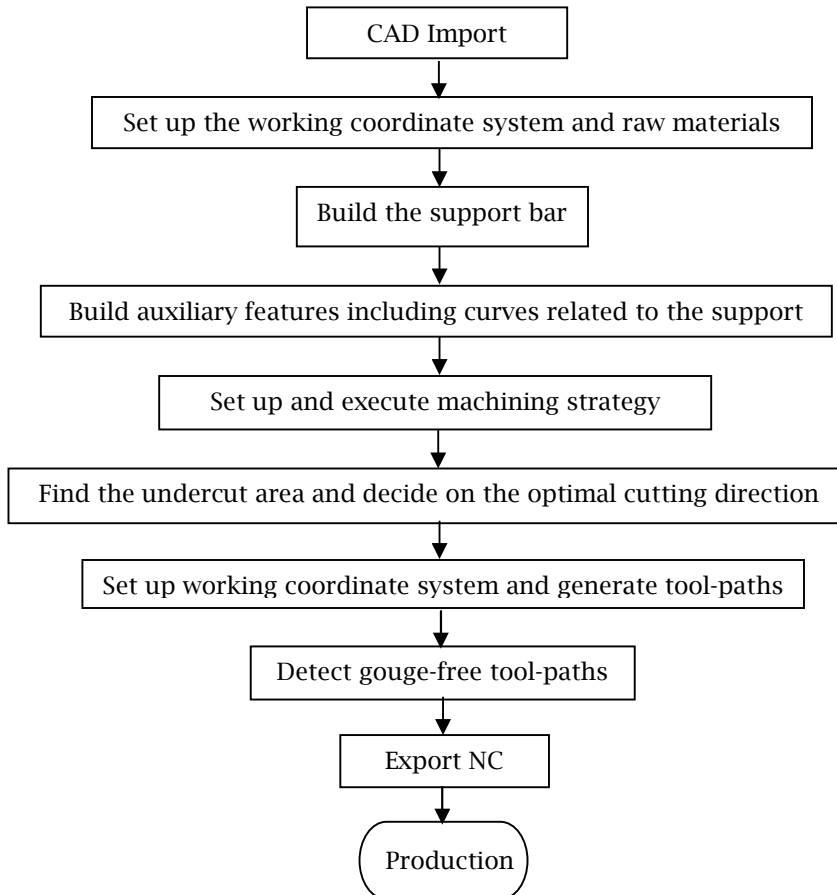 CAD Import
Set up the working coordinate system and raw materials
Build the support bar
Build auxiliary features including curves related to the support
Set up and execute machining strategy
Find the undercut area and decide on the optimal cutting direction
Set up working coordinate system and generate tool-paths
Detect gouge-free tool-paths
Export NC
Production